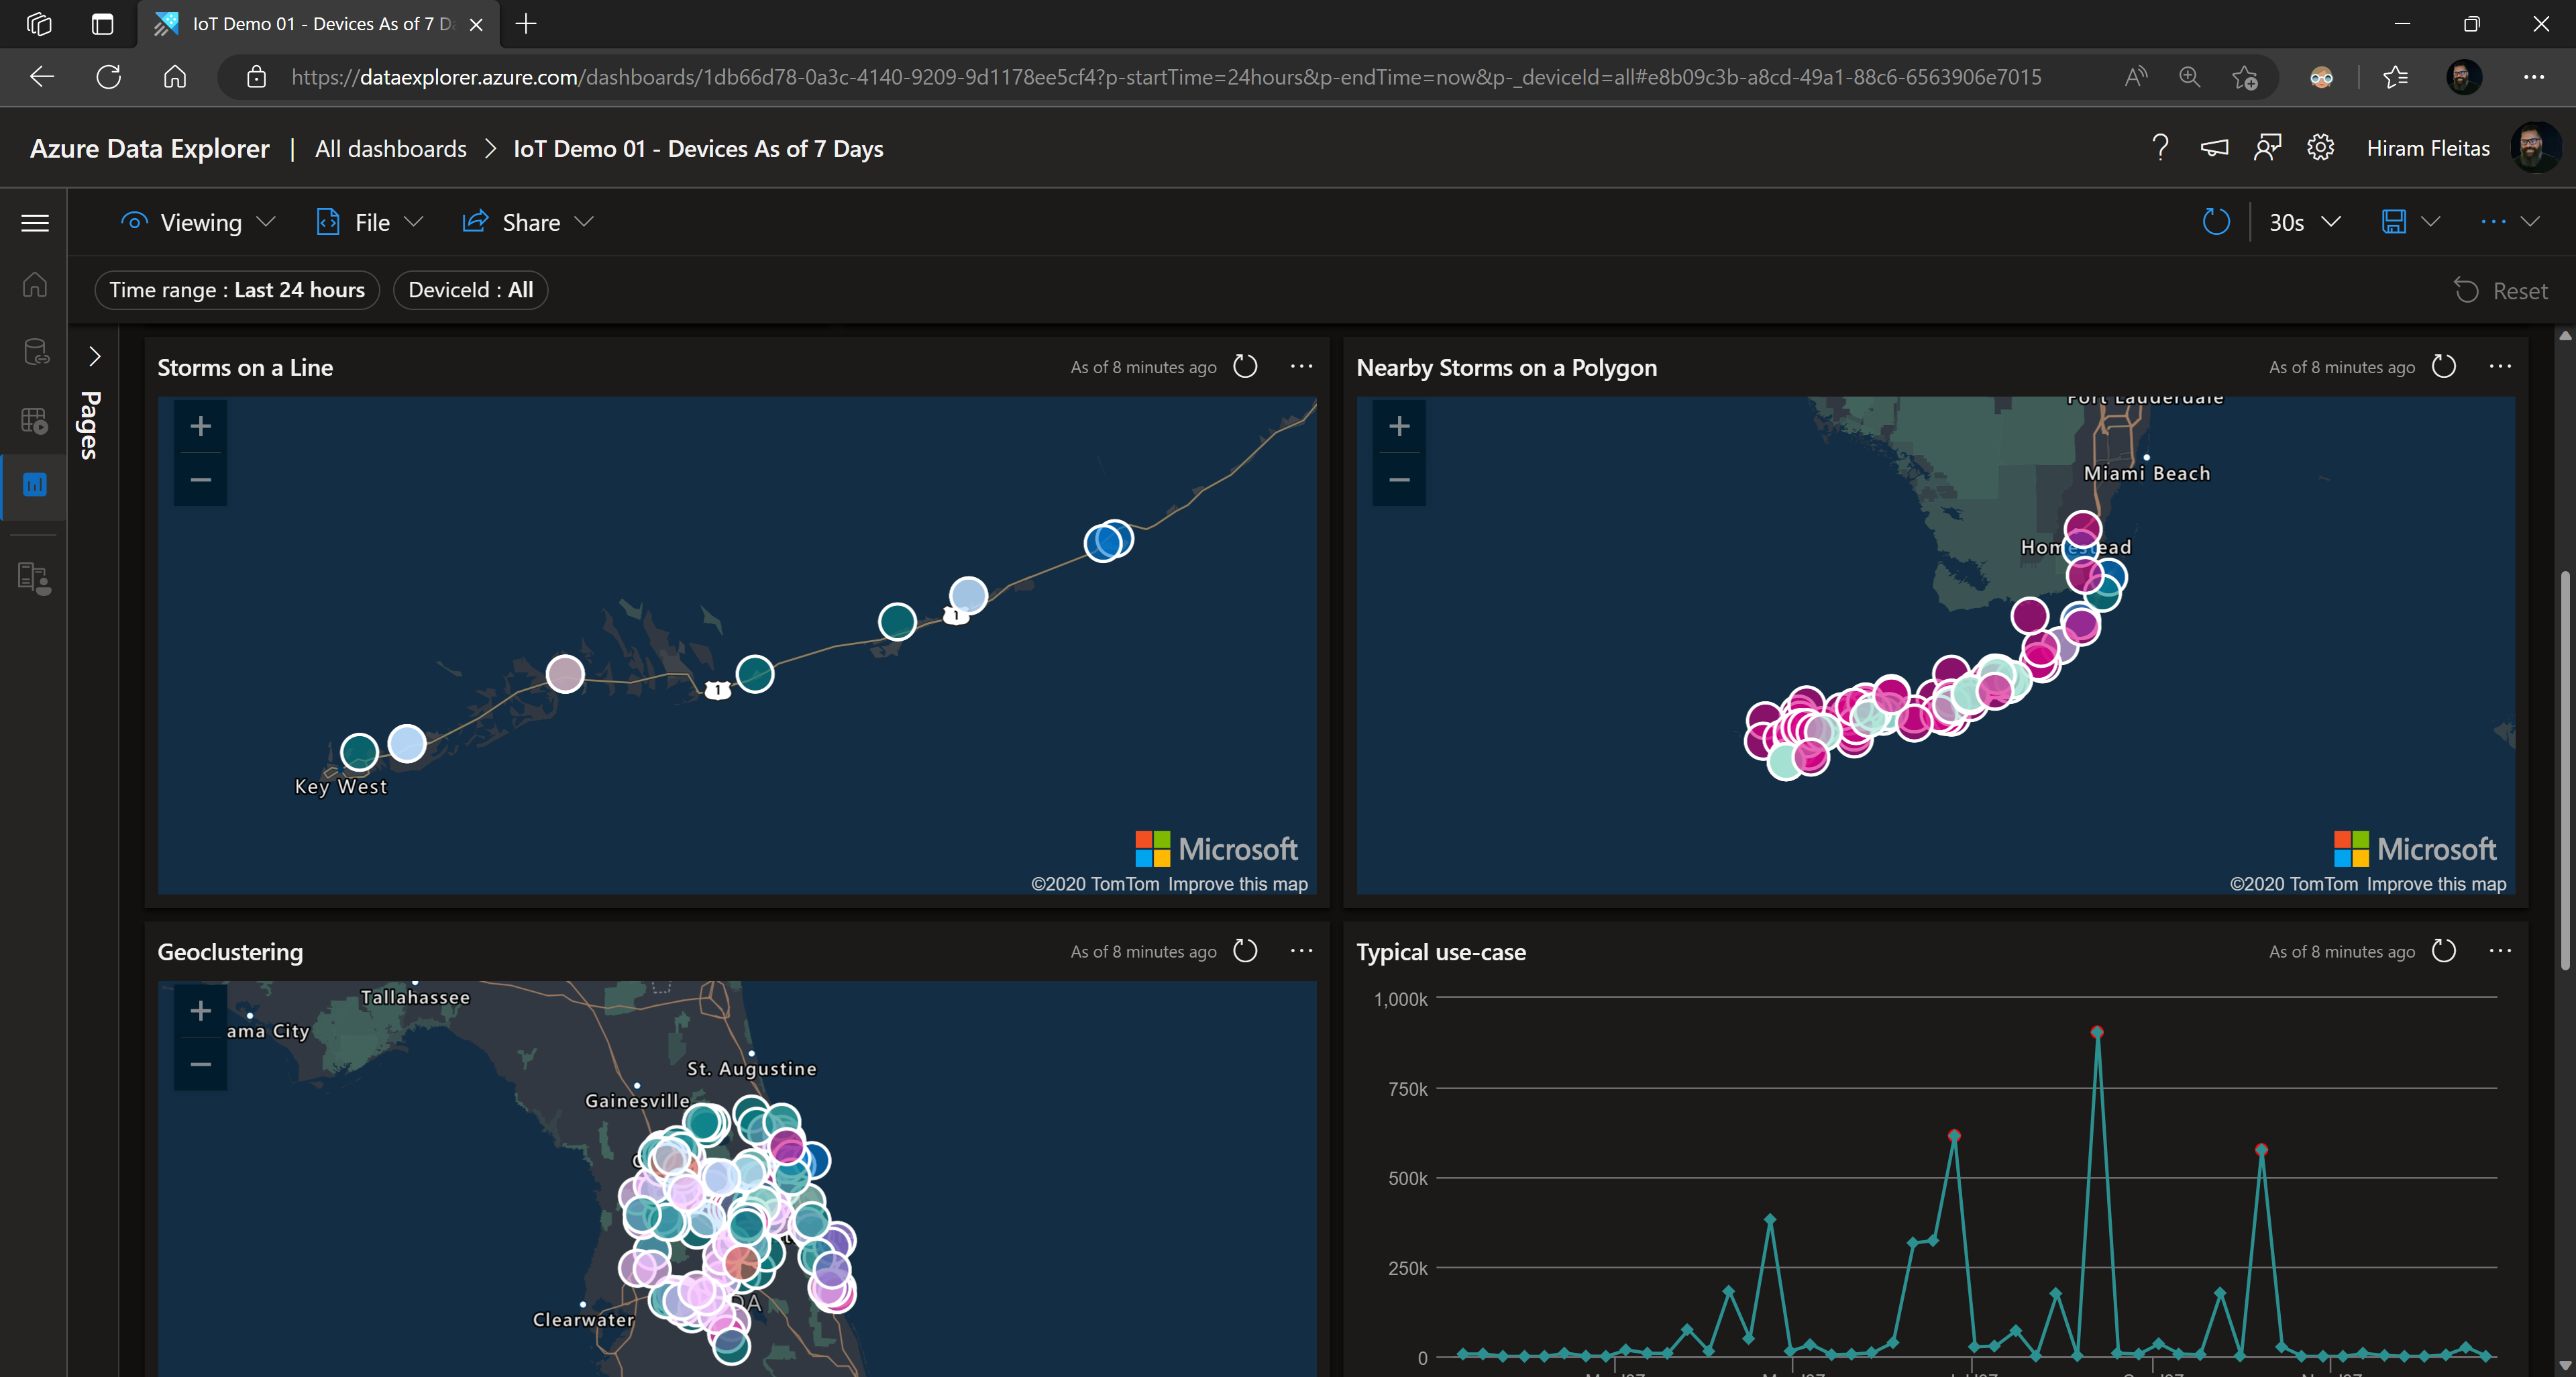 IoT Demo 01 - Devices As of 7 Da
https://dataexplorer.azure.com/dashboards/1db66d78-0a3c-4140-9209-9d1178ee5cf4?p-startTime=24hours&p-endTime=now&p-_deviceId=all#e8b09c3b-a8cd-49a1-88c6-6563906e7015
Azure Data Explorer | All dashboards > IoT Demo 01 - Devices As of 7 Days
Hiram Fleitas
Viewing File Share 30s
Time range : Last 24 hours DeviceId : All Reset
Pages
Storms on a Line As of 8 minutes ago
1
1
Key West
Microsoft
©2020 TomTom Improve this map
Nearby Storms on a Polygon As of 8 minutes ago
Fort Lauderdale
Miami Beach
Homestead
Microsoft
©2020 TomTom Improve this map
Geoclustering As of 8 minutes ago
Tallahassee
ama City
St. Augustine
Gainesville
DA
Clearwater
Typical use-case As of 8 minutes ago
1,000k
750k
500k
250k
0